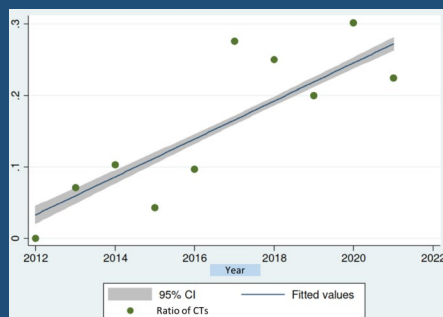 .3
.2
.1
0
2012 2014 2016 2018 2020 2022
Year
95% CI Fitted values
Ratio of CTs